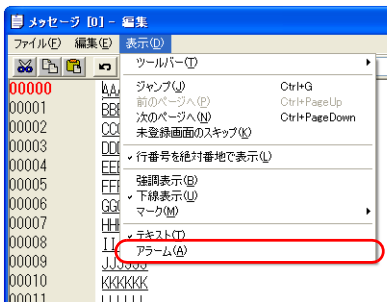 メッセージ [0] - 編集
ファイル(F) 編集(E) 表示(D)
ツールバー(T)
ジャンプ(J) Ctrl+G
前のページへ(P) Ctrl+PageUp
次のページへ(N) Ctrl+PageDown
未登録画面のスキップ(K)
行番号を絶対番地で表示(L)
強調表示(B)
下線表示(U)
マーク(M)
テキスト(T)
アラーム(A)
00000
00001
00002
00003
00004
00005
00006
00007
00008
00009 JJJJJJ
00010 KKKKKK
00011